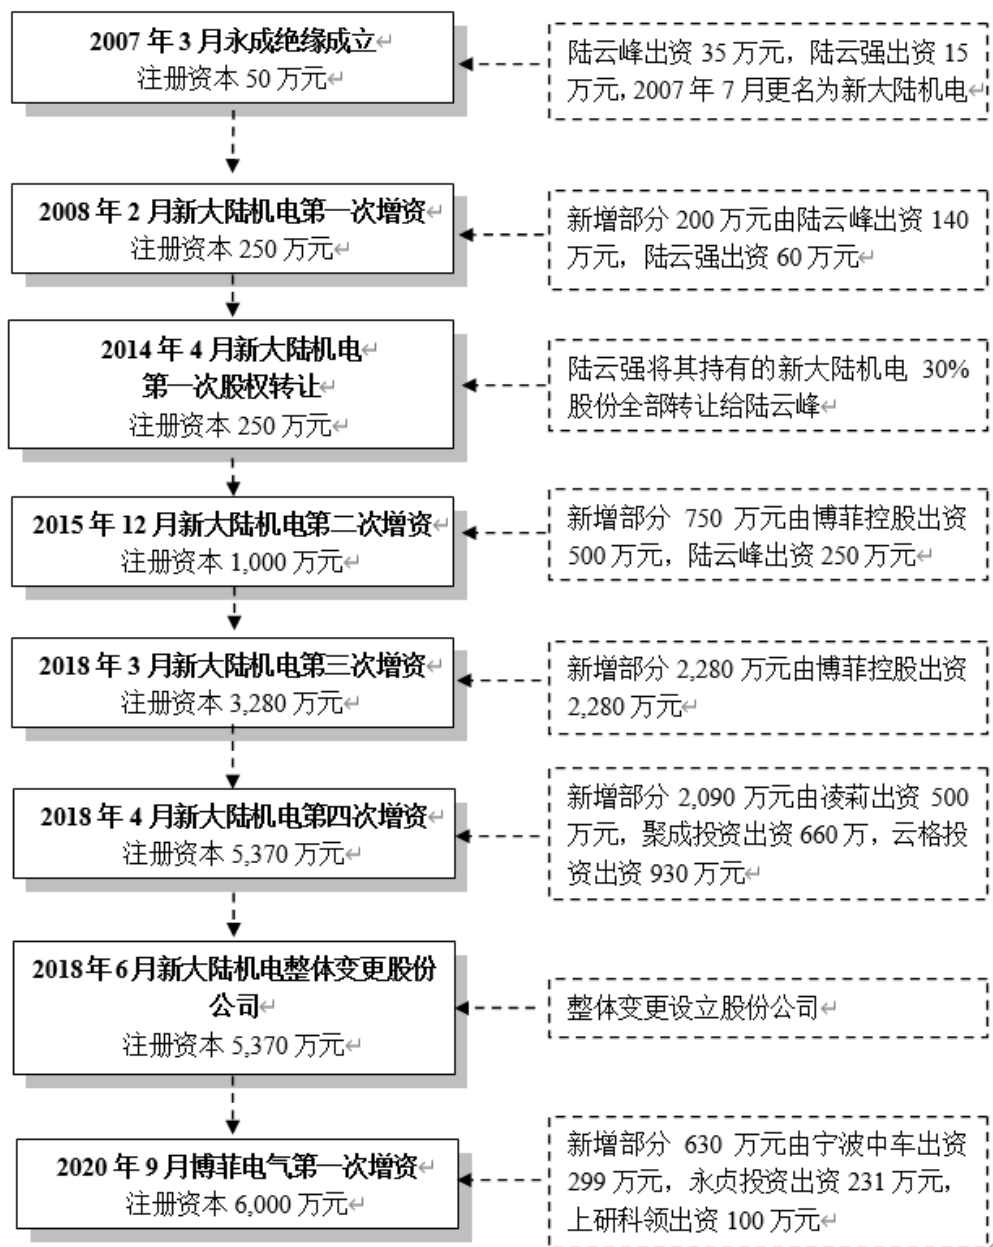 2007 年 3 月永成绝缘成立
注册资本 50 万元
陆云峰出资 35 万元，陆云强出资 15
万元，2007 年 7 月更名为新大陆机电
2008 年 2 月新大陆机电第一次增资
注册资本 250 万元
新增部分 200 万元由陆云峰出资 140
万元，陆云强出资 60 万元
2014 年 4 月新大陆机电
第一次股权转让
注册资本 250 万元
陆云强将其持有的新大陆机电 30%
股份全部转让给陆云峰
2015 年 12 月新大陆机电第二次增资
注册资本 1,000 万元
新增部分 750 万元由博菲控股出资
500 万元，陆云峰出资 250 万元
2018 年 3 月新大陆机电第三次增资
注册资本 3,280 万元
新增部分 2,280 万元由博菲控股出资
2,280 万元
2018 年 4 月新大陆机电第四次增资
注册资本 5,370 万元
新增部分 2,090 万元由凌莉出资 500
万元，聚成投资出资 660 万，云格投
资出资 930 万元
2018 年 6 月新大陆机电整体变更股份
公司
注册资本 5,370 万元
整体变更设立股份公司
2020 年 9 月博菲电气第一次增资
注册资本 6,000 万元
新增部分 630 万元由宁波中车出资
299 万元，永贞投资出资 231 万元，
上研科领出资 100 万元